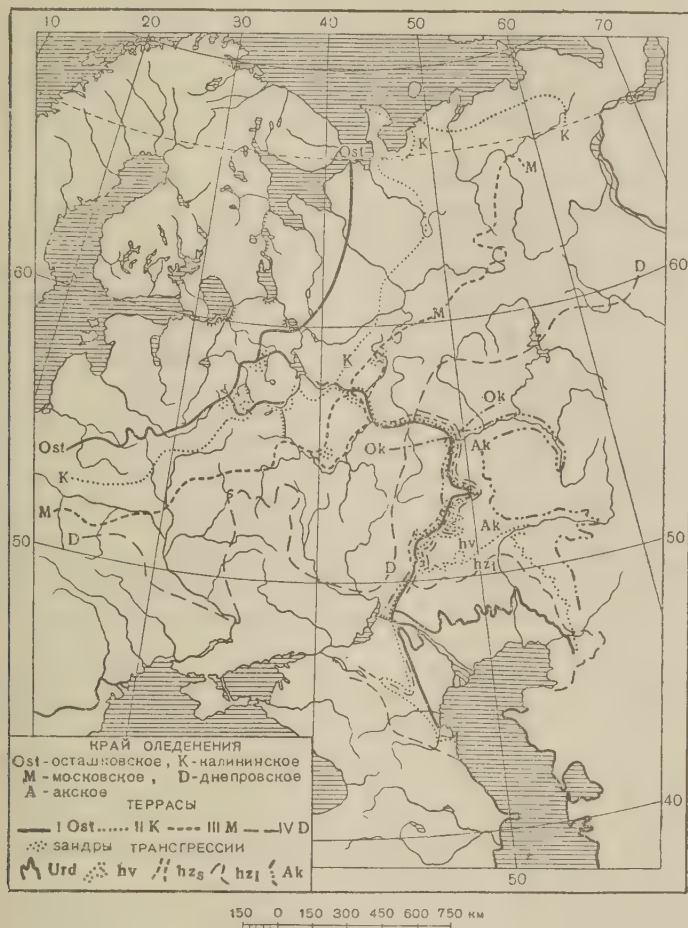 10 20 30 40 50 60 70
Ost K K
M
60 D 60
M
K
Ok
Ost Ok Ak
K
M Ak
D hv
50 D hz₁ 50
КРАЙ ОЛЕДЕНЕНИЯ
Ost - осташковское, К - калининское
М - московское, D - днепровское
А - акское
ТЕРРАСЫ
I Ost II K III M IV D
зандры ТРАНСГРЕССИИ
Urd hv hzs hz₁ Ak
40
50
150 0 150 300 450 600 750 км